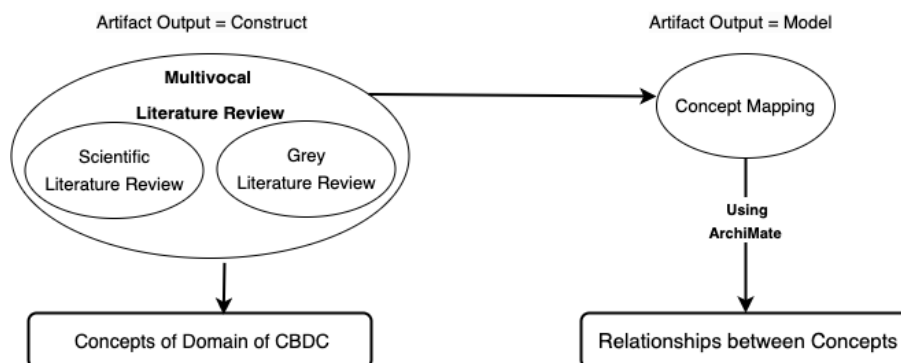 Artifact Output = Construct
Artifact Output = Model
Multivocal
Literature Review
Scientific
Literature Review
Grey
Literature Review
Concept Mapping
Using
ArchiMate
Concepts of Domain of CBDC
Relationships between Concepts